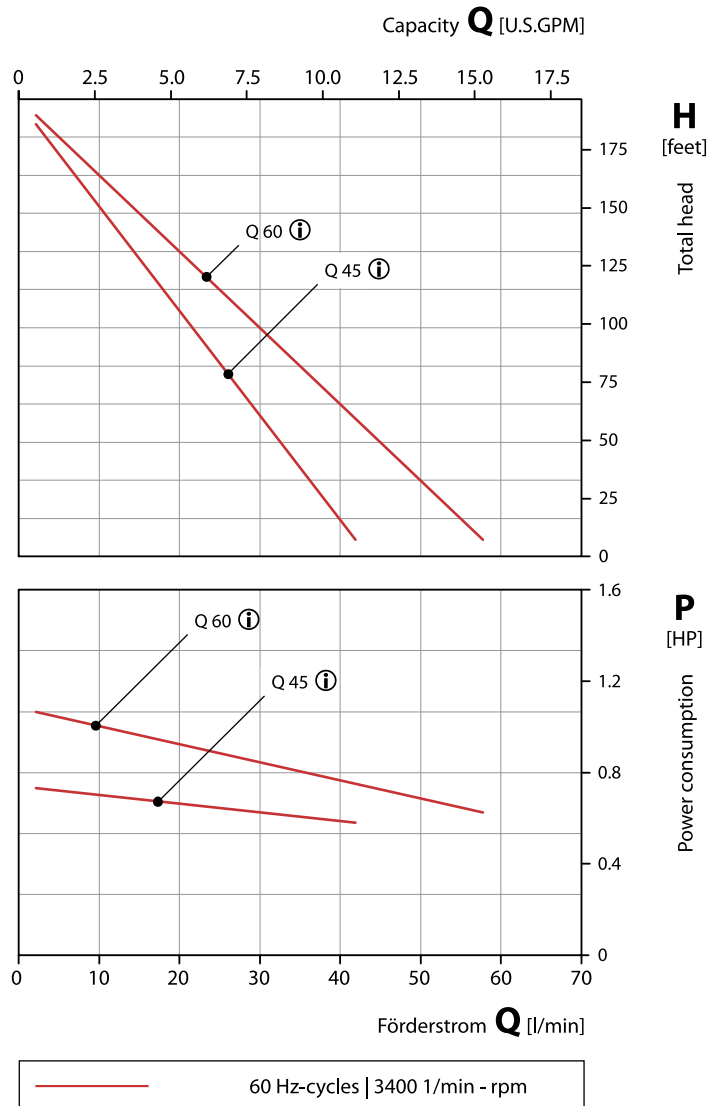 Capacity Q [U.S.GPM]
0 2.5 5.0 7.5 10.0 12.5 15.0 17.5
H
[feet]
Total head
175
150
125
100
75
50
25
0
Q 60 i
Q 45 i
P
[HP]
Power consumption
1.6
1.2
0.8
0.4
0
Q 60 i
Q 45 i
0 10 20 30 40 50 60 70
Förderstrom Q [l/min]
60 Hz-cycles | 3400 1/min - rpm